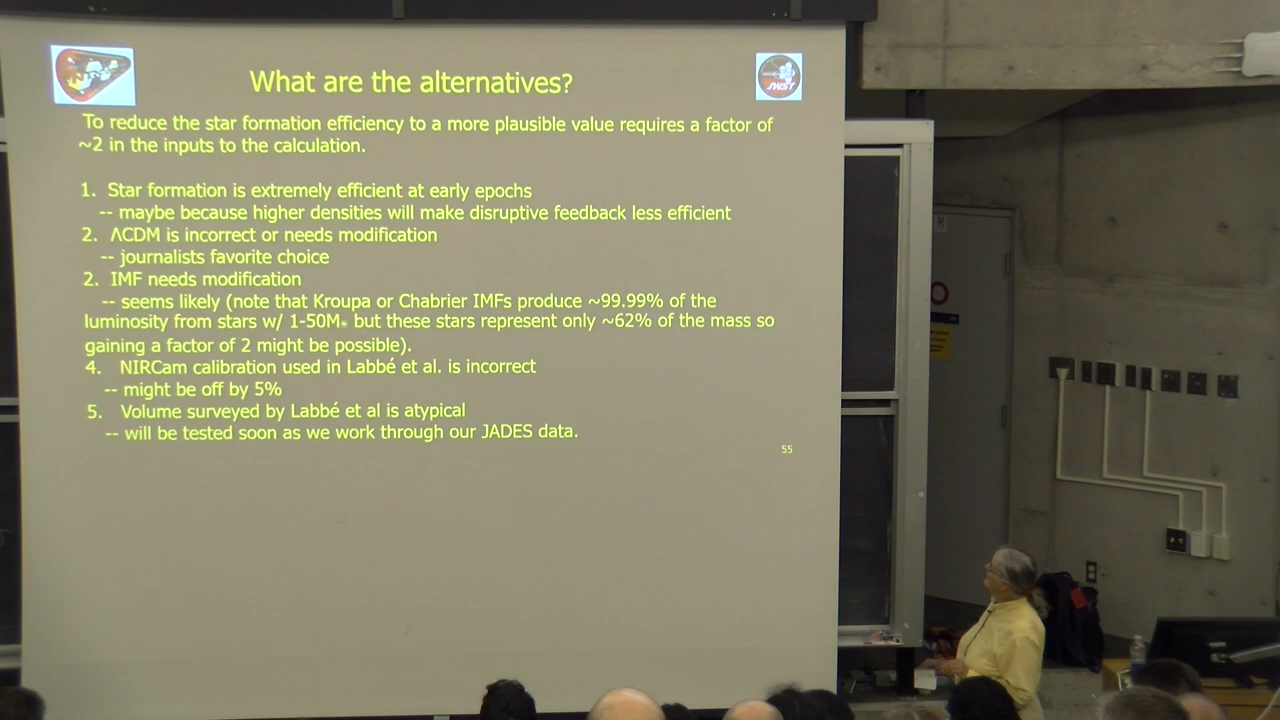 JWST
What are the alternatives?
To reduce the star formation efficiency to a more plausible value requires a factor of
~2 in the inputs to the calculation.
1. Star formation is extremely efficient at early epochs
-- maybe because higher densities will make disruptive feedback less efficient
2. ΛCDM is incorrect or needs modification
-- journalists favorite choice
2. IMF needs modification
-- seems likely (note that Kroupa or Chabrier IMFs produce ~99.99% of the
luminosity from stars w/ 1-50M⊙ but these stars represent only ~62% of the mass so
gaining a factor of 2 might be possible).
4. NIRCam calibration used in Labbé et al. is incorrect
-- might be off by 5%
5. Volume surveyed by Labbé et al is atypical
-- will be tested soon as we work through our JADES data.
55